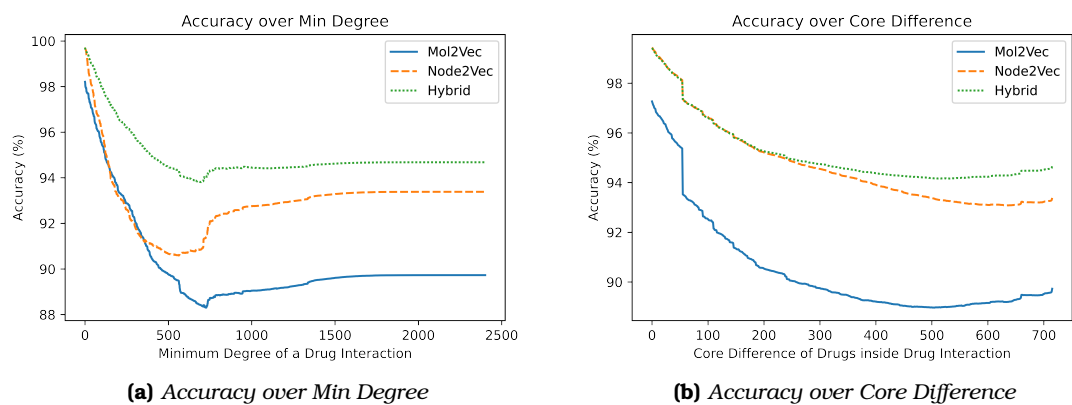 Accuracy over Min Degree
100
98
96
94
92
90
88
Accuracy (%)
Mol2Vec
Node2Vec
Hybrid
0 500 1000 1500 2000 2500
Minimum Degree of a Drug Interaction
(a) Accuracy over Min Degree
Accuracy over Core Difference
98
96
94
92
90
Accuracy (%)
Mol2Vec
Node2Vec
Hybrid
0 100 200 300 400 500 600 700
Core Difference of Drugs inside Drug Interaction
(b) Accuracy over Core Difference